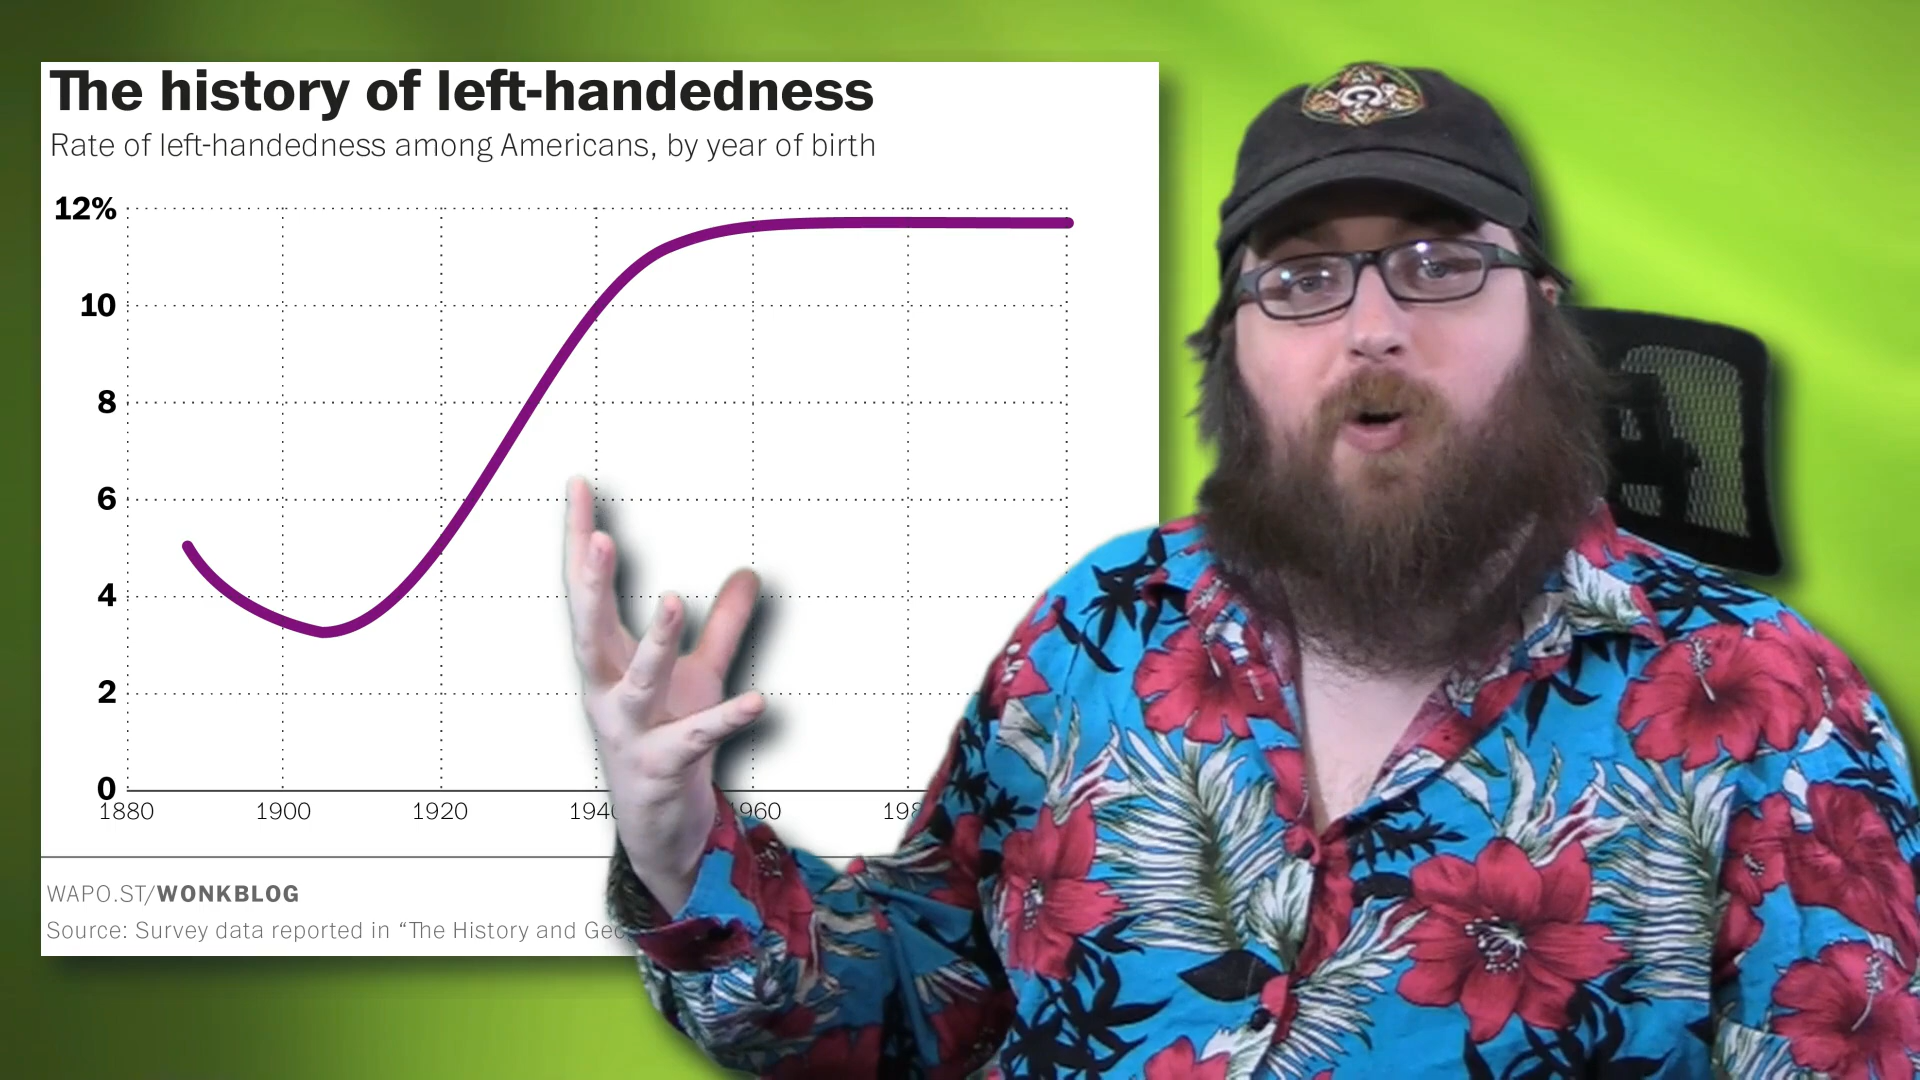 The history of left-handedness
Rate of left-handedness among Americans, by year of birth
12%
10
8
6
4
2
0
1880 1900 1920
WAPO.ST/WONKBLOG
Source: Survey data reported in “The History and